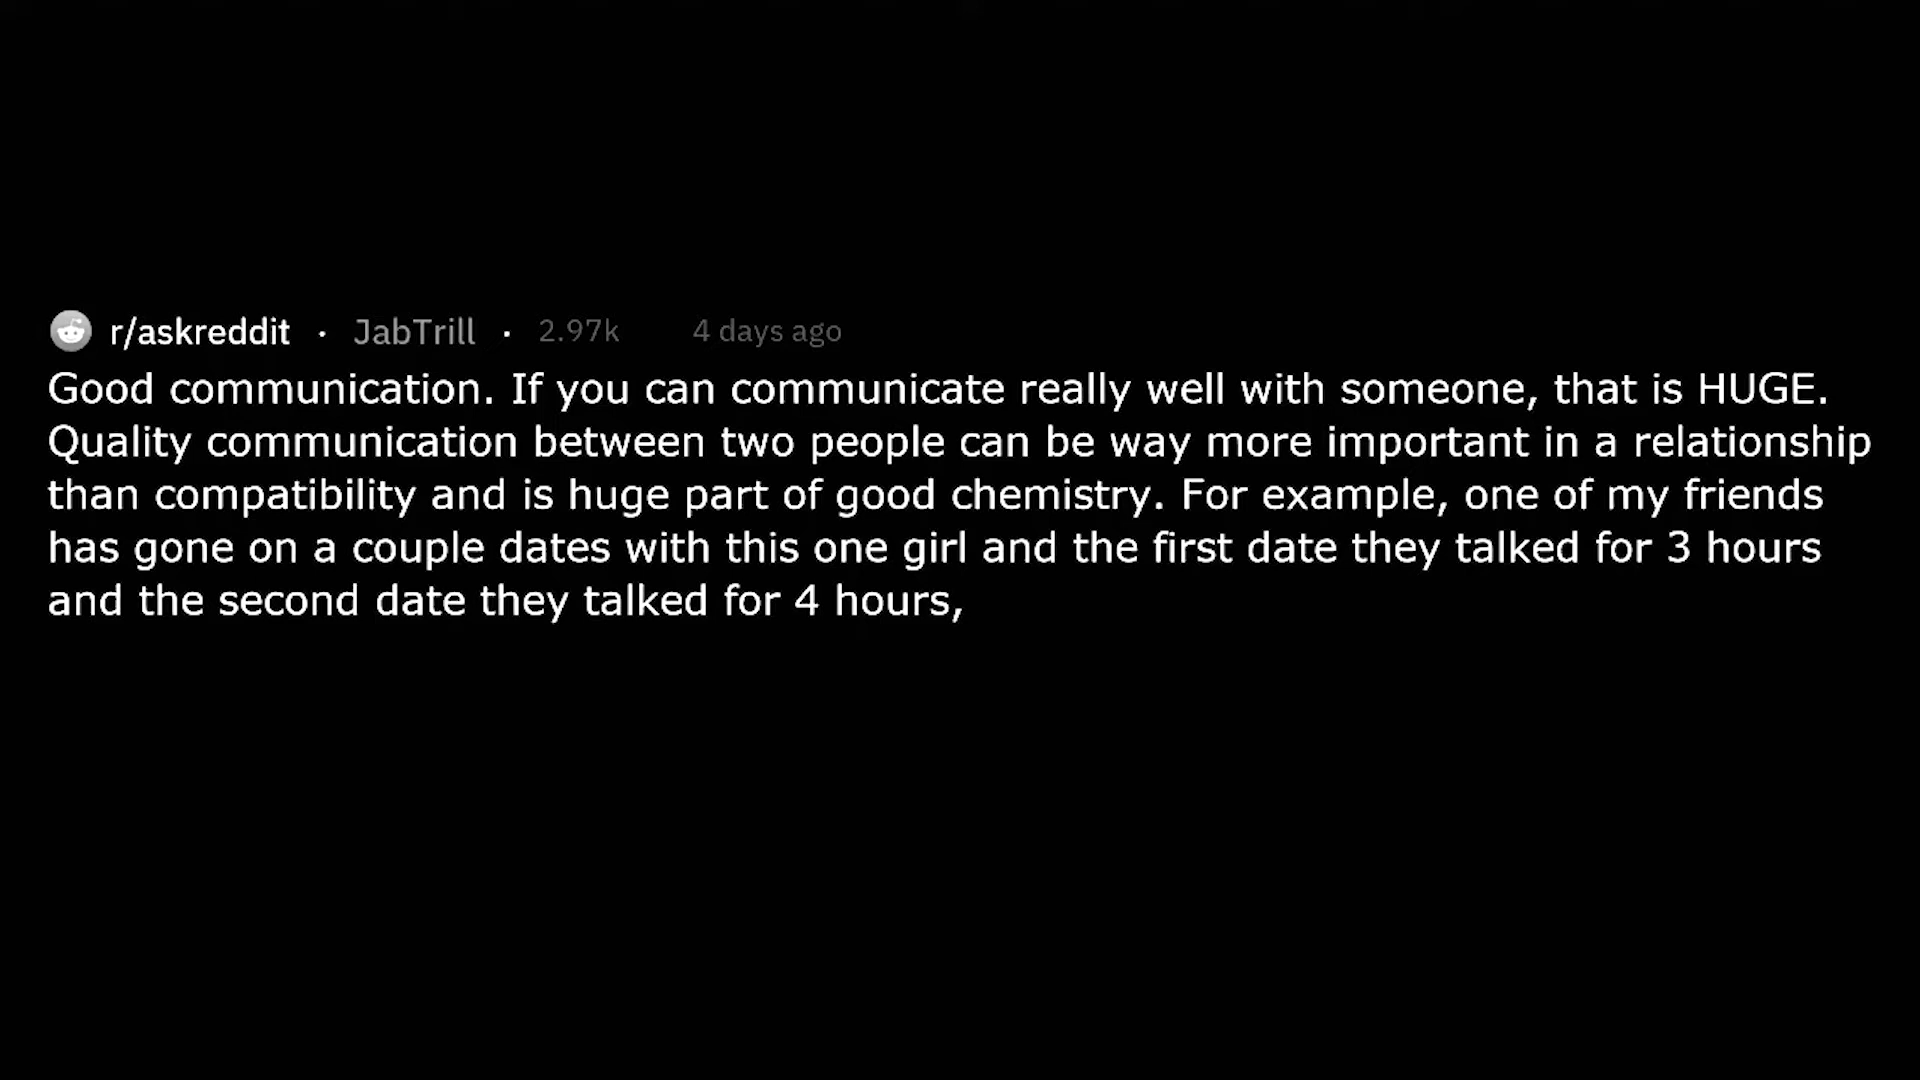 r/askreddit · JabTrill · 2.97k 4 days ago
Good communication. If you can communicate really well with someone, that is HUGE.
Quality communication between two people can be way more important in a relationship
than compatibility and is huge part of good chemistry. For example, one of my friends
has gone on a couple dates with this one girl and the first date they talked for 3 hours
and the second date they talked for 4 hours,